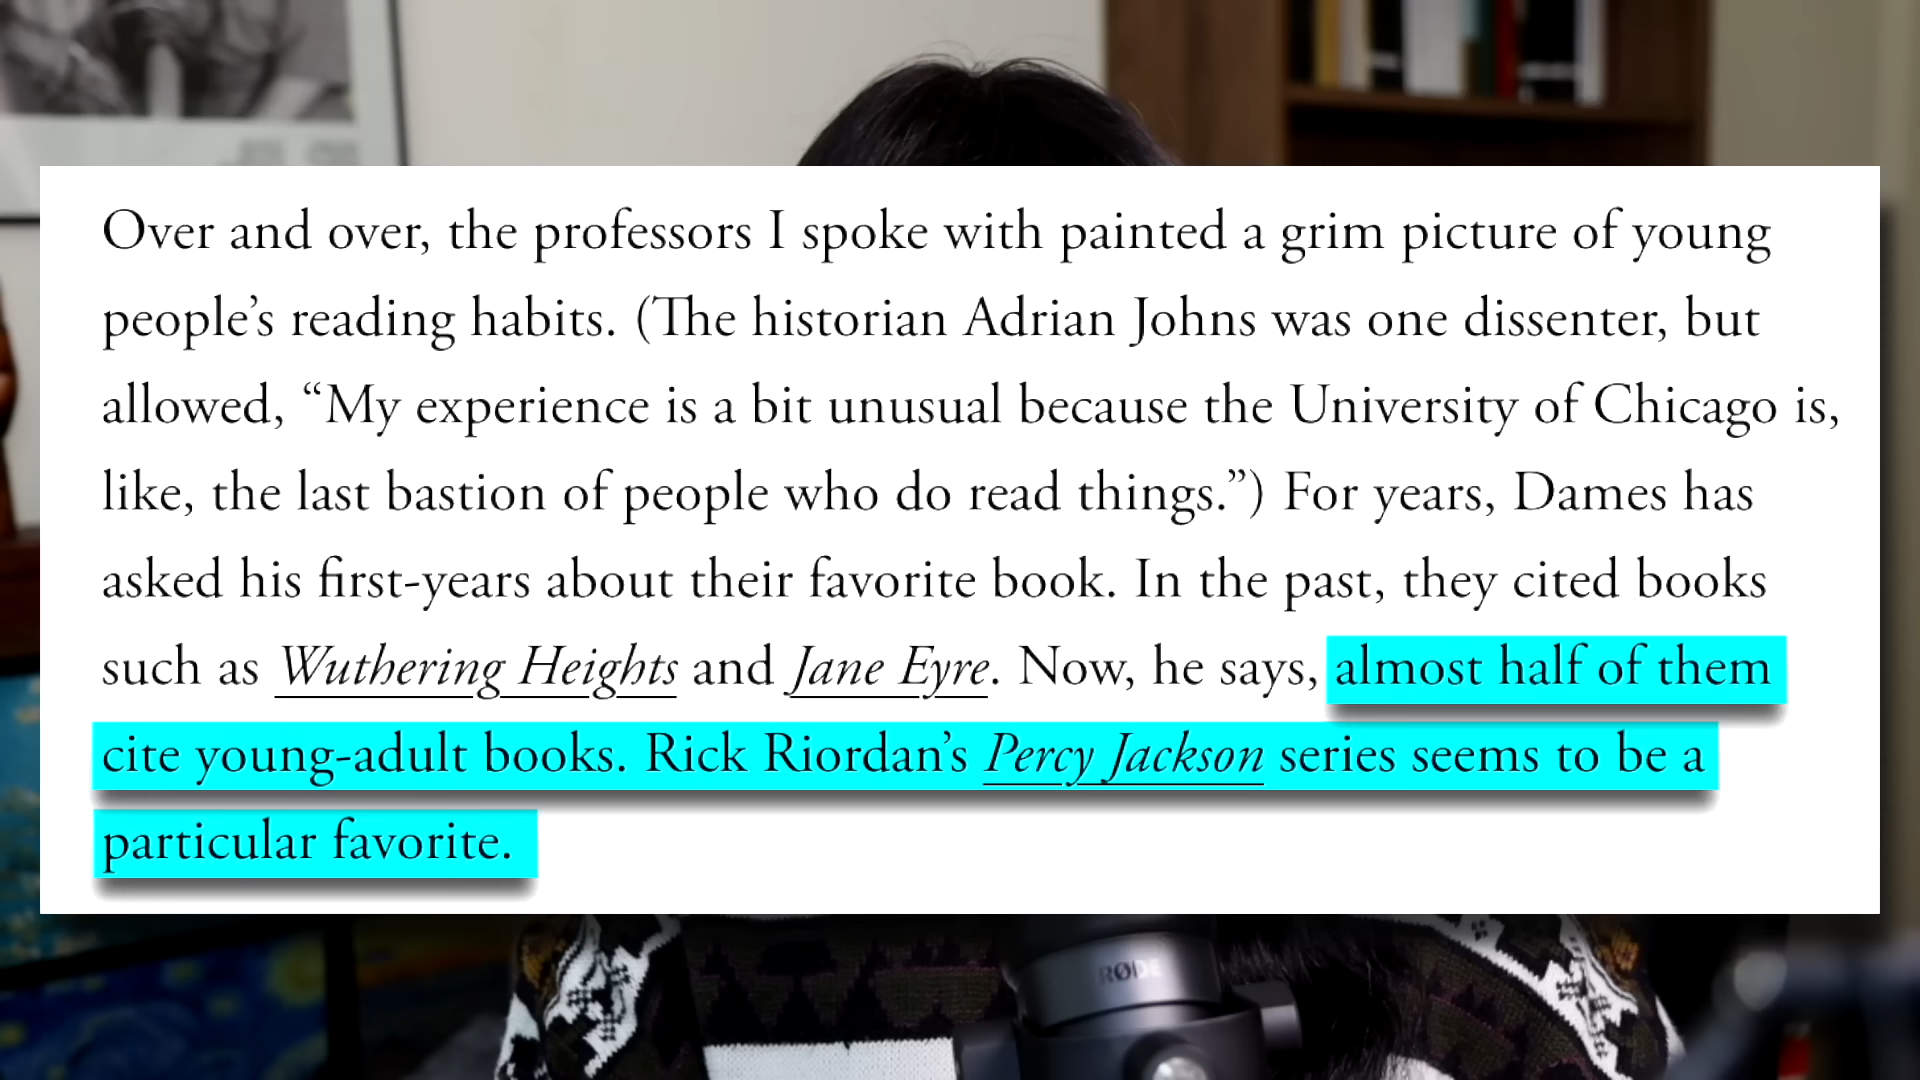 Over and over, the professors I spoke with painted a grim picture of young
people’s reading habits. (The historian Adrian Johns was one dissenter, but
allowed, “My experience is a bit unusual because the University of Chicago is,
like, the last bastion of people who do read things.”) For years, Dames has
asked his first-years about their favorite book. In the past, they cited books
such as Wuthering Heights and Jane Eyre. Now, he says, almost half of them
cite young-adult books. Rick Riordan’s Percy Jackson series seems to be a
particular favorite.
RØDE